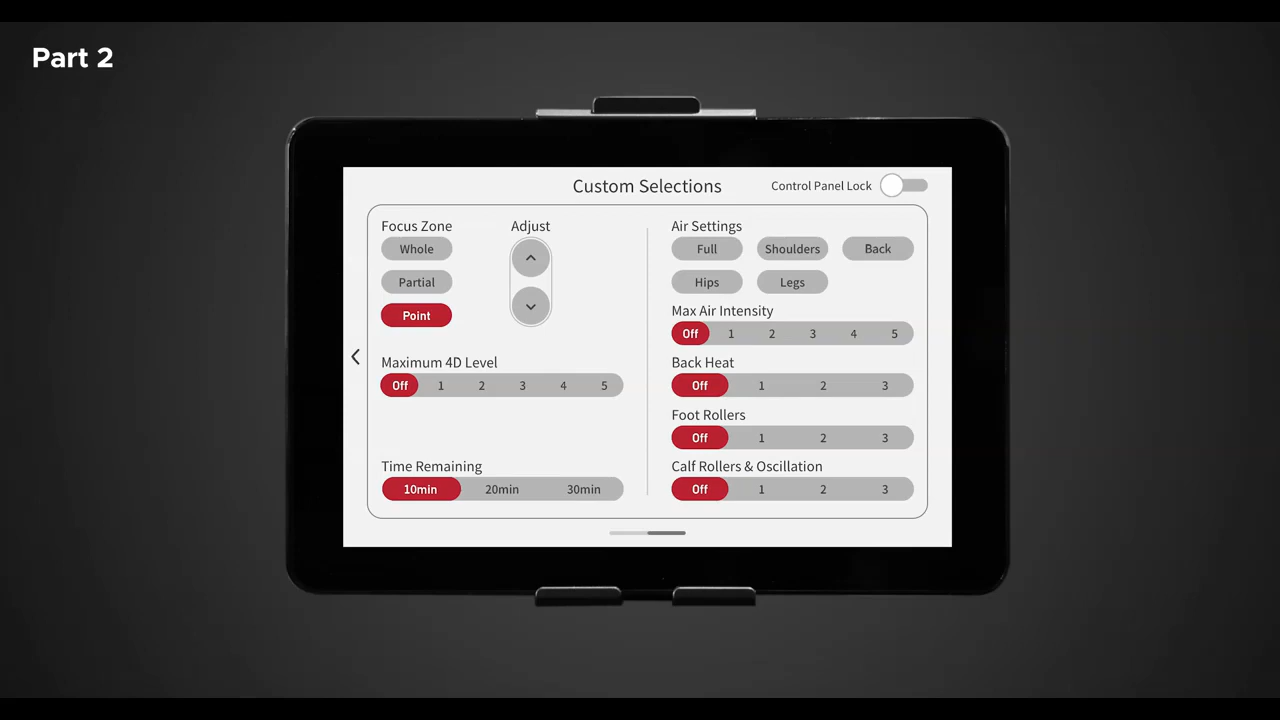 Part 2
Custom Selections
Control Panel Lock
Focus Zone
Whole
Partial
Point
Adjust
Maximum 4D Level
Off 1 2 3 4 5
Time Remaining
10min 20min 30min
Air Settings
Full Shoulders Back
Hips Legs
Max Air Intensity
Off 1 2 3 4 5
Back Heat
Off 1 2 3
Foot Rollers
Off 1 2 3
Calf Rollers & Oscillation
Off 1 2 3